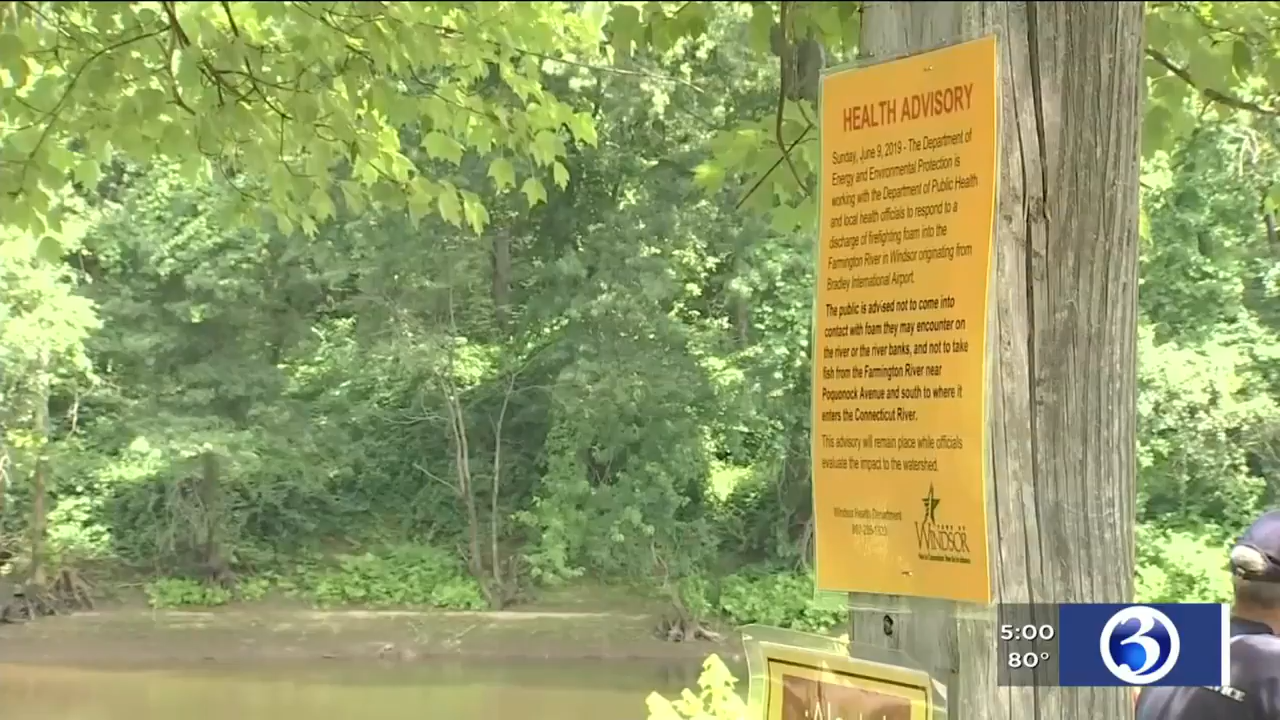 HEALTH ADVISORY
Sunday, June 9, 2019 - The Department of
Energy and Environmental Protection is
working with the Department of Public Health
and local health officials to respond to a
discharge of firefighting foam into the
Farmington River in Windsor originating from
Bradley International Airport.
The public is advised not to come into
contact with foam they may encounter on
the river or the river banks, and not to take
fish from the Farmington River near
Poquonock Avenue and south to where it
enters the Connecticut River.
This advisory will remain place while officials
evaluate the impact to the watershed.
Windsor Health Department
TOWN OF
WINDSOR
5:00
80°
3